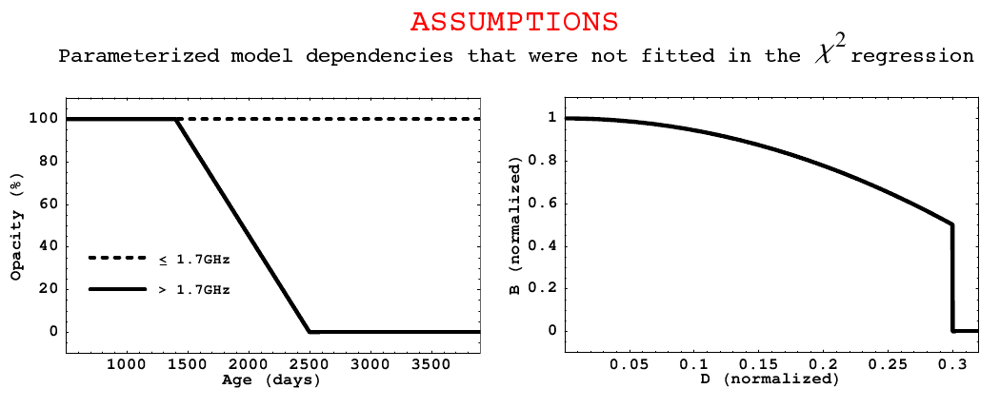 ASSUMPTIONS
Parameterized model dependencies that were not fitted in the χ² regression
100
80
60
40
20
0
Opacity (%)
≤ 1.7GHz
> 1.7GHz
1000 1500 2000 2500 3000 3500
Age (days)
1
0.8
0.6
0.4
0.2
0
B (normalized)
0.05 0.1 0.15 0.2 0.25 0.3
D (normalized)